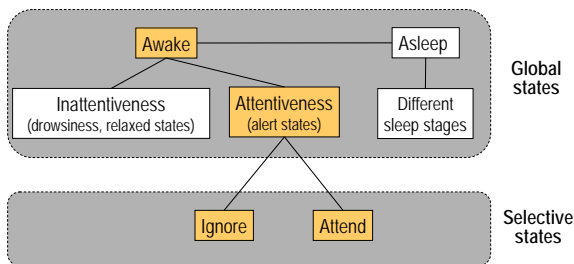 Awake
Asleep
Global
states
Inattentiveness
(drowsiness, relaxed states)
Attentiveness
(alert states)
Different
sleep stages
Ignore
Attend
Selective
states